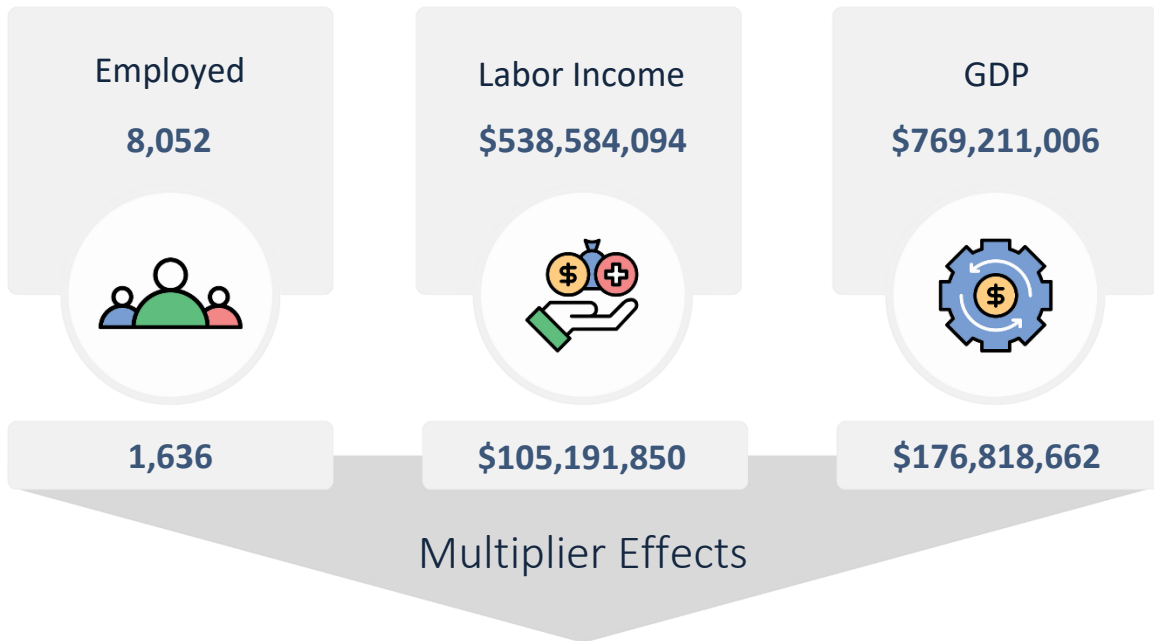 Employed
8,052
Labor Income
$538,584,094
GDP
$769,211,006
1,636
$105,191,850
$176,818,662
Multiplier Effects